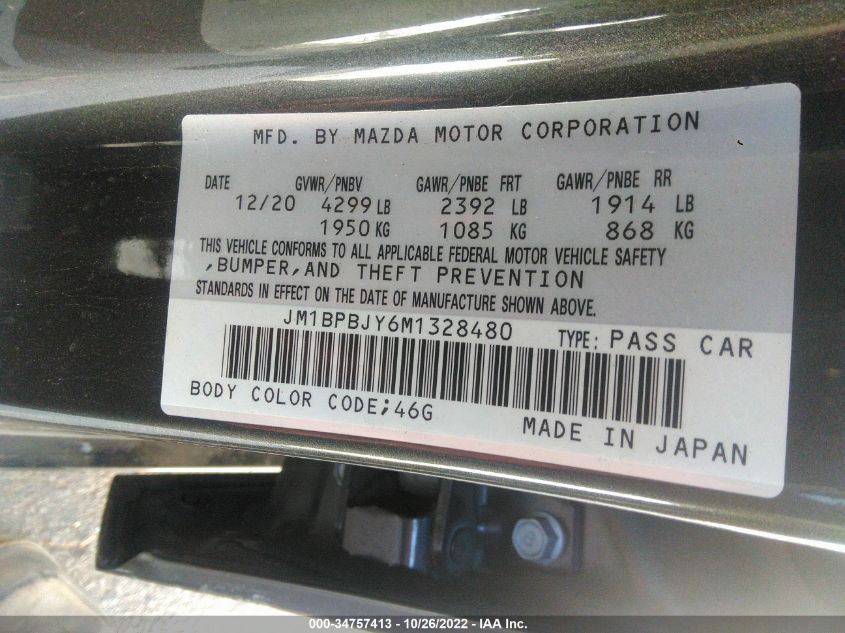 MFD. BY MAZDA MOTOR CORPORATION
DATE GVWR/PNBV GAWR/PNBE FRT GAWR/PNBE RR
12/20 4299 LB 2392 LB 1914 LB
1950 KG 1085 KG 868 KG
THIS VEHICLE CONFORMS TO ALL APPLICABLE FEDERAL MOTOR VEHICLE SAFETY
,BUMPER,AND THEFT PREVENTION
STANDARDS IN EFFECT ON THE DATE OF MANUFACTURE SHOWN ABOVE.
JM1BPBJY6M1328480 TYPE: PASS CAR
BODY COLOR CODE;46G
MADE IN JAPAN
000-34757413 - 10/26/2022 - IAA Inc.